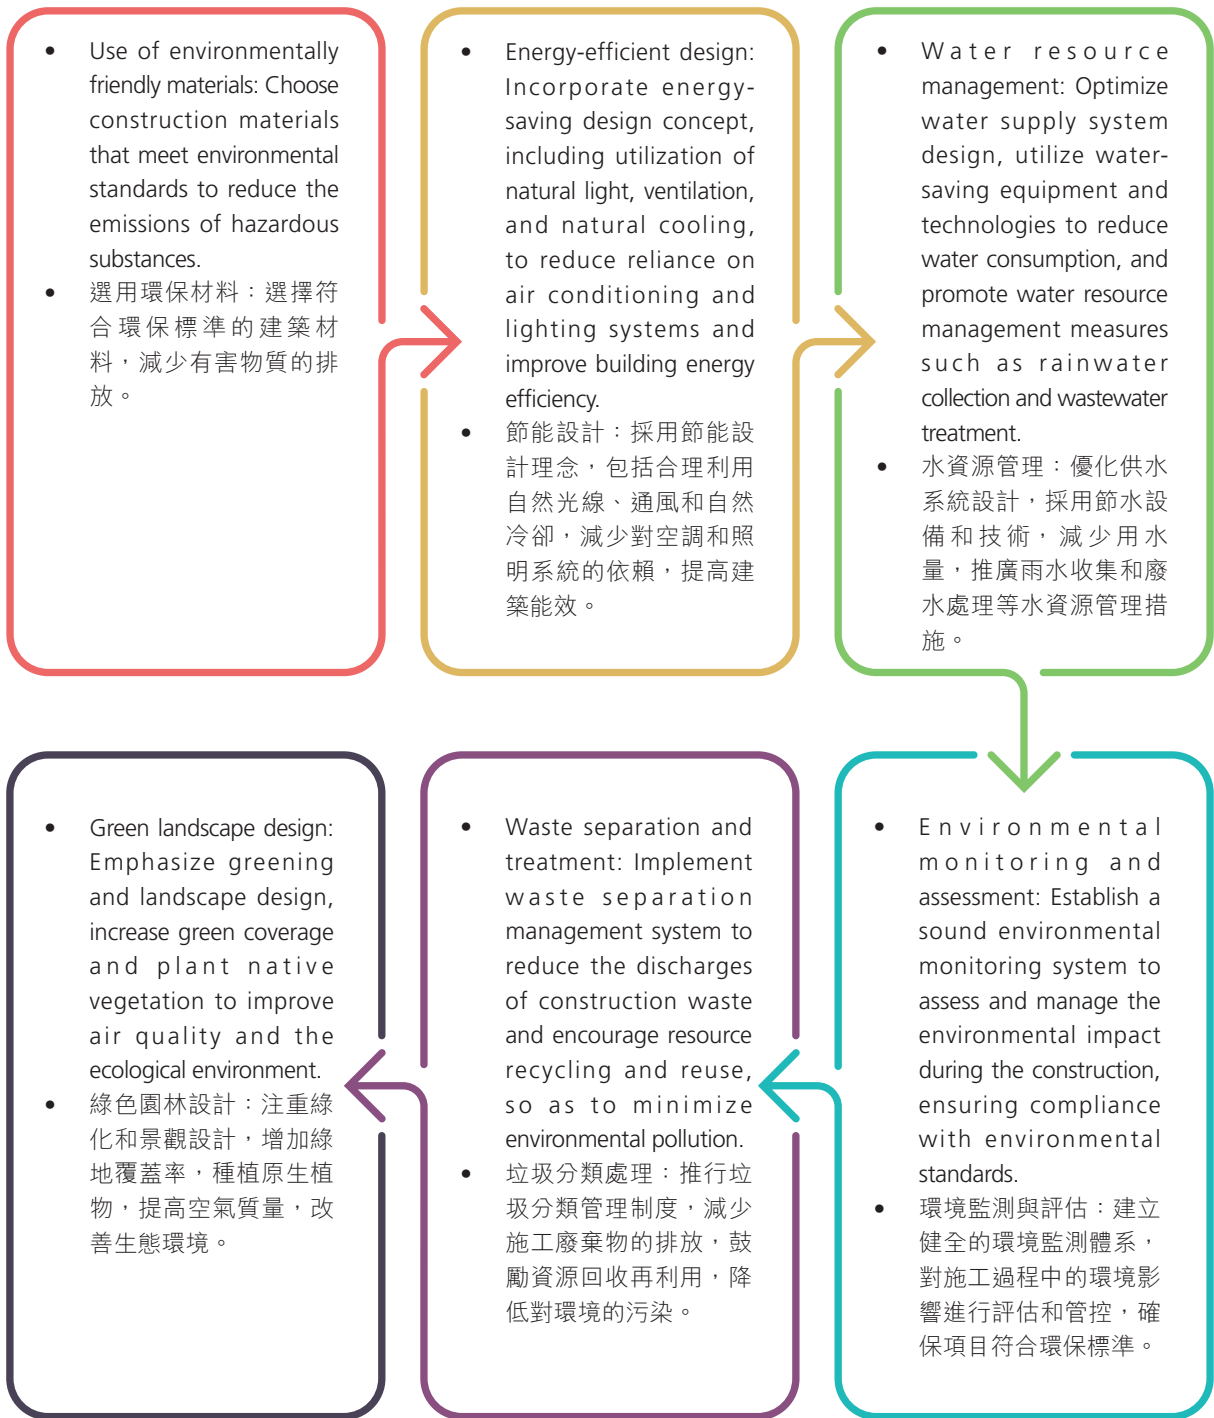 • Use of environmentally
friendly materials: Choose
construction materials
that meet environmental
standards to reduce the
emissions of hazardous
substances.
• 選用環保材料：選擇符
合環保標準的建築材
料，減少有害物質的排
放。
• Energy-efficient design:
Incorporate energy-
saving design concept,
including utilization of
natural light, ventilation,
and natural cooling,
to reduce reliance on
air conditioning and
lighting systems and
improve building energy
efficiency.
• 節能設計：採用節能設
計理念，包括合理利用
自然光線、通風和自然
冷卻，減少對空調和照
明系統的依賴，提高建
築能效。
• Water resource
management: Optimize
water supply system
design, utilize water-
saving equipment and
technologies to reduce
water consumption, and
promote water resource
management measures
such as rainwater
collection and wastewater
treatment.
• 水資源管理：優化供水
系統設計，採用節水設
備和技術，減少用水
量，推廣雨水收集和廢
水處理等水資源管理措
施。
• Environmental
monitoring and
assessment: Establish a
sound environmental
monitoring system to
assess and manage the
environmental impact
during the construction,
ensuring compliance
with environmental
standards.
• 環境監測與評估：建立
健全的環境監測體系，
對施工過程中的環境影
響進行評估和管控，確
保項目符合環保標準。
• Waste separation and
treatment: Implement
waste separation
management system to
reduce the discharges
of construction waste
and encourage resource
recycling and reuse,
so as to minimize
environmental pollution.
• 垃圾分類處理：推行垃
圾分類管理制度，減少
施工廢棄物的排放，鼓
勵資源回收再利用，降
低對環境的污染。
• Green landscape design:
Emphasize greening
and landscape design,
increase green coverage
and plant native
vegetation to improve
air quality and the
ecological environment.
• 綠色園林設計：注重綠
化和景觀設計，增加綠
地覆蓋率，種植原生植
物，提高空氣質量，改
善生態環境。